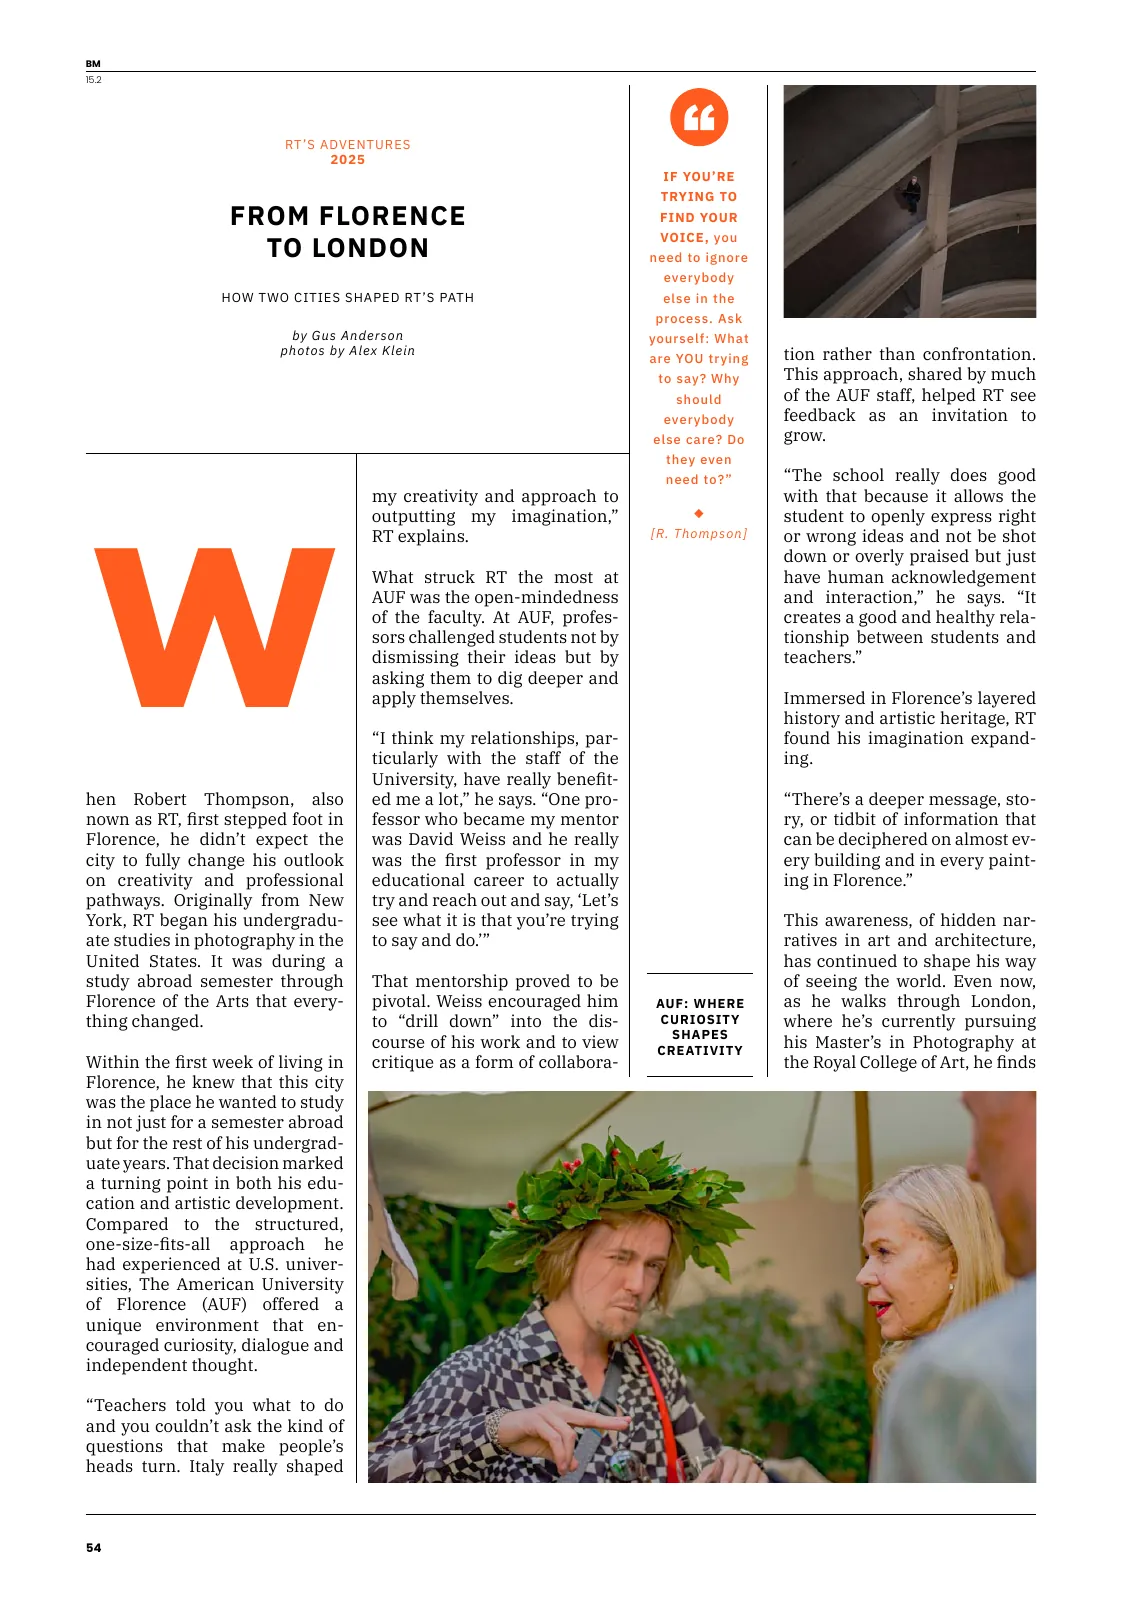 BM
15.2
RT’S ADVENTURES
2025
FROM FLORENCE
TO LONDON
HOW TWO CITIES SHAPED RT’S PATH
by Gus Anderson
photos by Alex Klein
W
hen Robert Thompson, also
nown as RT, first stepped foot in
Florence, he didn’t expect the
city to fully change his outlook
on creativity and professional
pathways. Originally from New
York, RT began his undergradu-
ate studies in photography in the
United States. It was during a
study abroad semester through
Florence of the Arts that every-
thing changed.
Within the first week of living in
Florence, he knew that this city
was the place he wanted to study
in not just for a semester abroad
but for the rest of his undergrad-
uate years. That decision marked
a turning point in both his edu-
cation and artistic development.
Compared to the structured,
one-size-fits-all approach he
had experienced at U.S. univer-
sities, The American University
of Florence (AUF) offered a
unique environment that en-
couraged curiosity, dialogue and
independent thought.
“Teachers told you what to do
and you couldn’t ask the kind of
questions that make people’s
heads turn. Italy really shaped
my creativity and approach to
outputting my imagination,”
RT explains.
What struck RT the most at
AUF was the open-mindedness
of the faculty. At AUF, profes-
sors challenged students not by
dismissing their ideas but by
asking them to dig deeper and
apply themselves.
“I think my relationships, par-
ticularly with the staff of the
University, have really benefit-
ed me a lot,” he says. “One pro-
fessor who became my mentor
was David Weiss and he really
was the first professor in my
educational career to actually
try and reach out and say, ‘Let’s
see what it is that you’re trying
to say and do.’”
That mentorship proved to be
pivotal. Weiss encouraged him
to “drill down” into the dis-
course of his work and to view
critique as a form of collabora-
“
IF YOU’RE
TRYING TO
FIND YOUR
VOICE, you
need to ignore
everybody
else in the
process. Ask
yourself: What
are YOU trying
to say? Why
should
everybody
else care? Do
they even
need to?”
[R. Thompson]
AUF: WHERE
CURIOSITY
SHAPES
CREATIVITY
tion rather than confrontation.
This approach, shared by much
of the AUF staff, helped RT see
feedback as an invitation to
grow.
“The school really does good
with that because it allows the
student to openly express right
or wrong ideas and not be shot
down or overly praised but just
have human acknowledgement
and interaction,” he says. “It
creates a good and healthy rela-
tionship between students and
teachers.”
Immersed in Florence’s layered
history and artistic heritage, RT
found his imagination expand-
ing.
“There’s a deeper message, sto-
ry, or tidbit of information that
can be deciphered on almost ev-
ery building and in every paint-
ing in Florence.”
This awareness, of hidden nar-
ratives in art and architecture,
has continued to shape his way
of seeing the world. Even now,
as he walks through London,
where he’s currently pursuing
his Master’s in Photography at
the Royal College of Art, he finds
54